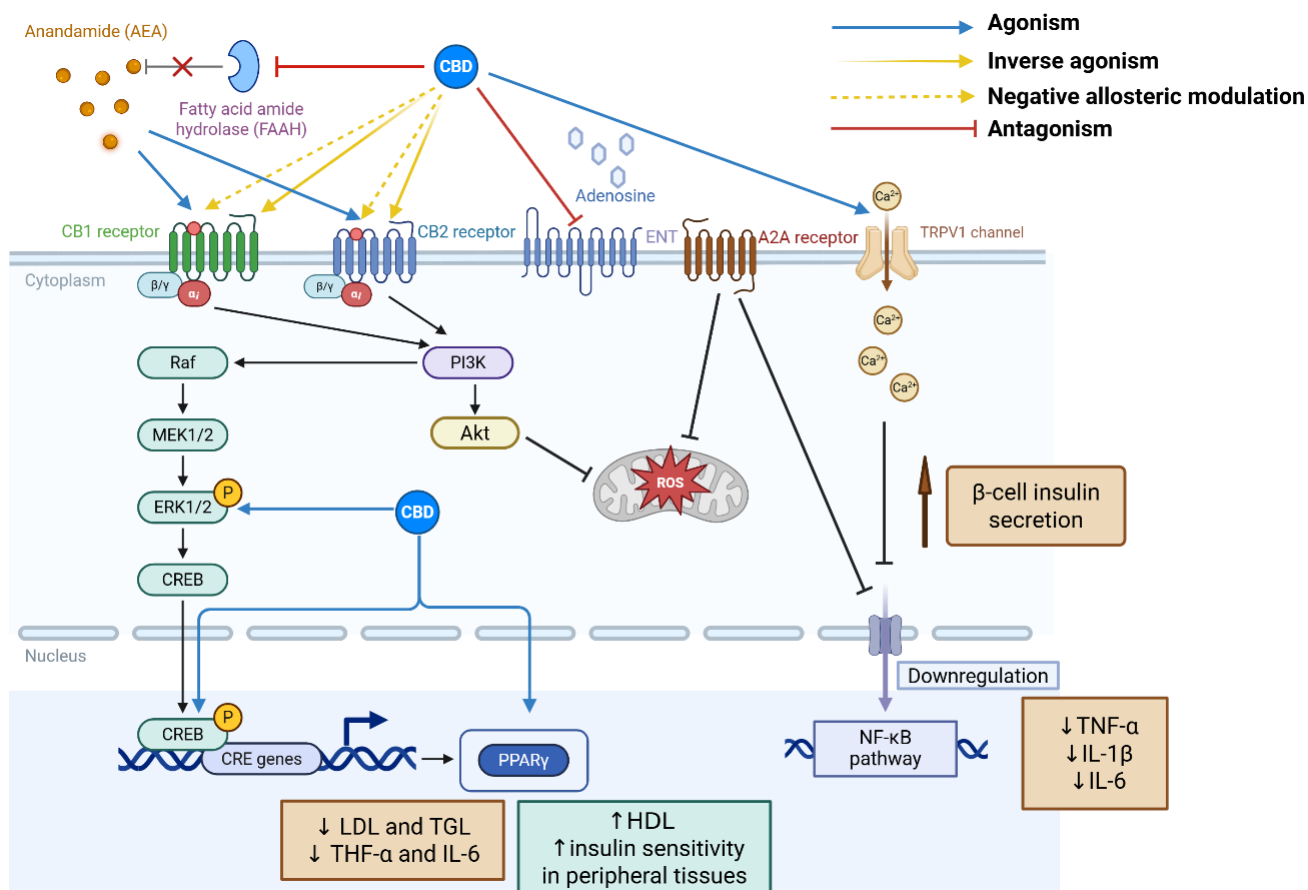 Anandamide (AEA)
CBD
Fatty acid amide
hydrolase (FAAH)
Agonism
Inverse agonism
Negative allosteric modulation
Antagonism
Adenosine
Ca²⁺
CB1 receptor
CB2 receptor
ENT
A2A receptor
TRPV1 channel
Cytoplasm
β/γ
αi
β/γ
αi
Ca²⁺
Ca²⁺
Ca²⁺
Raf
PI3K
MEK1/2
Akt
ROS
β-cell insulin
secretion
P
ERK1/2
CBD
CREB
Nucleus
Downregulation
P
CREB
CRE genes
PPARγ
NF-κB
pathway
↓TNF-α
↓IL-1β
↓IL-6
↓ LDL and TGL
↓ THF-α and IL-6
↑HDL
↑insulin sensitivity
in peripheral tissues